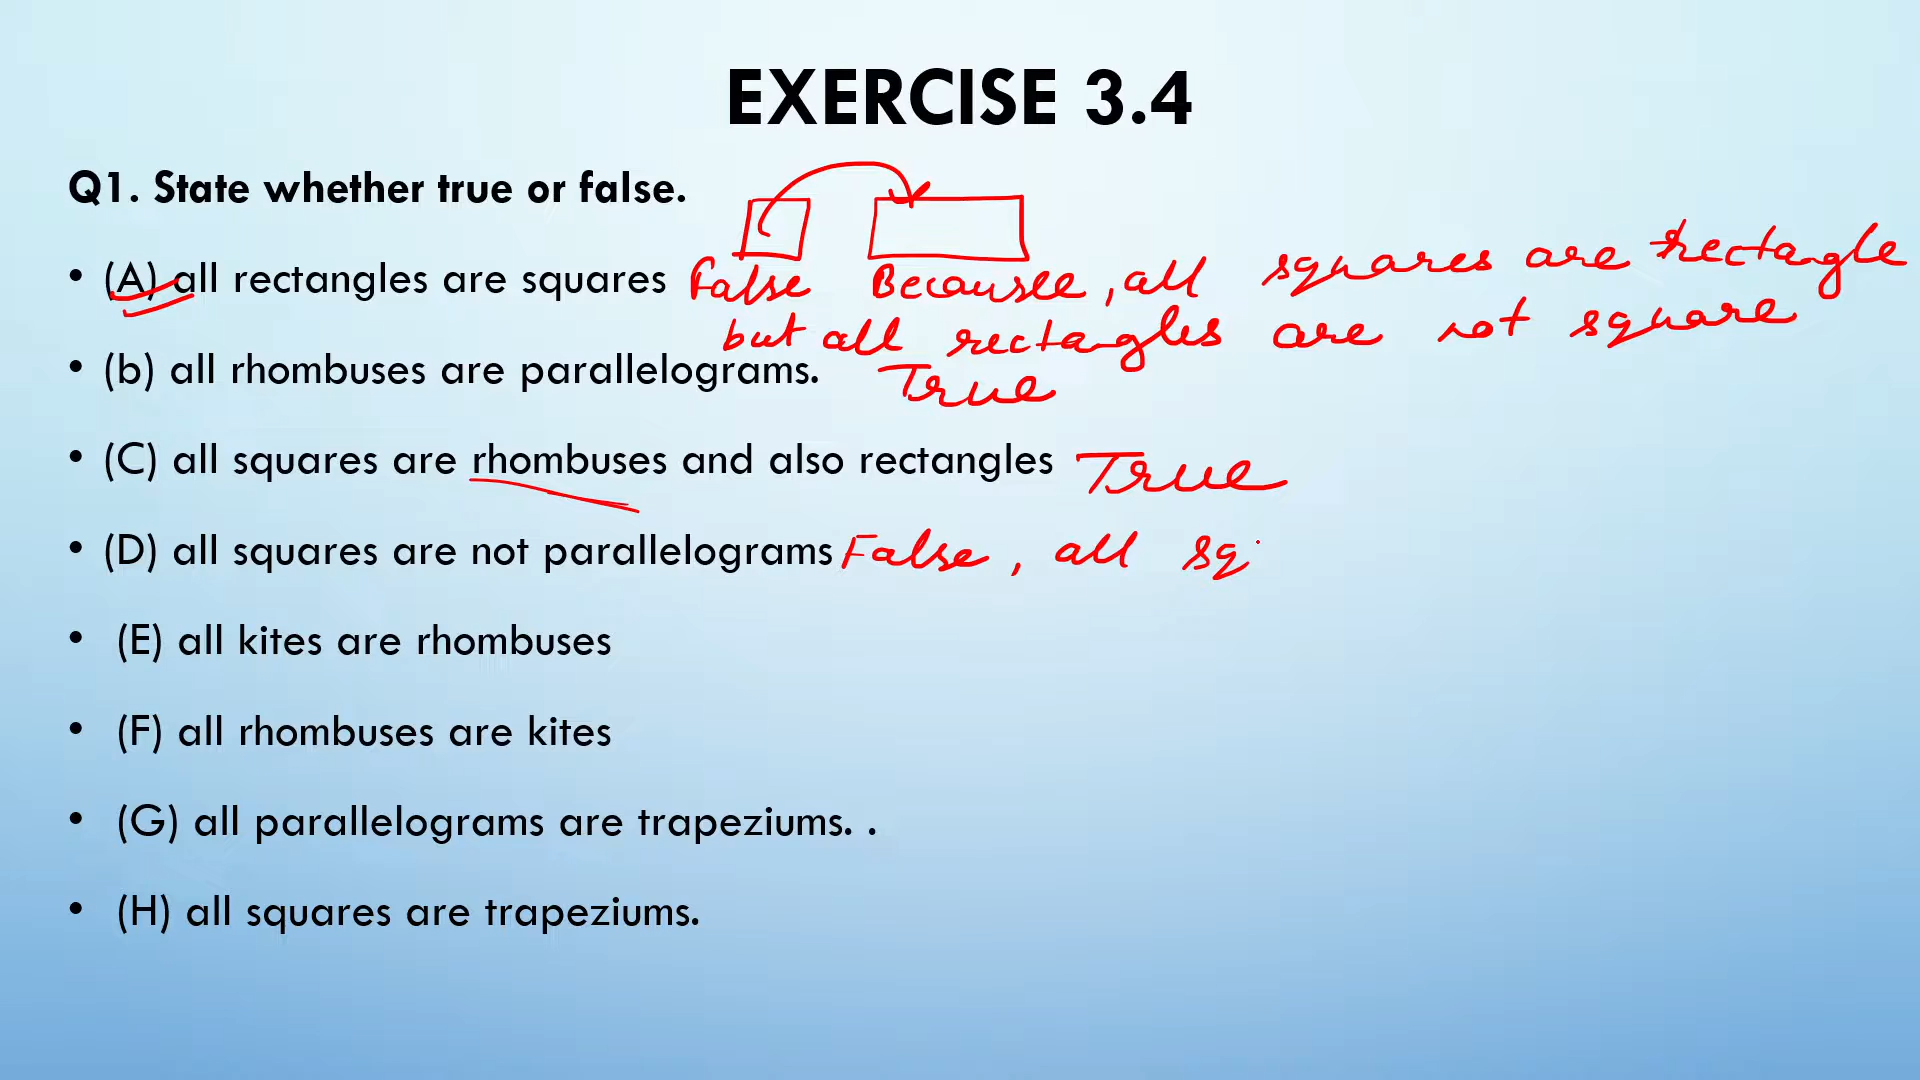 EXERCISE 3.4
Q1. State whether true or false.
• (A) all rectangles are squares False Becausee, all squares are rectangle
but all rectangles are not square
• (b) all rhombuses are parallelograms. True
• (C) all squares are rhombuses and also rectangles True
• (D) all squares are not parallelograms False, all sq
• (E) all kites are rhombuses
• (F) all rhombuses are kites
• (G) all parallelograms are trapeziums. .
• (H) all squares are trapeziums.